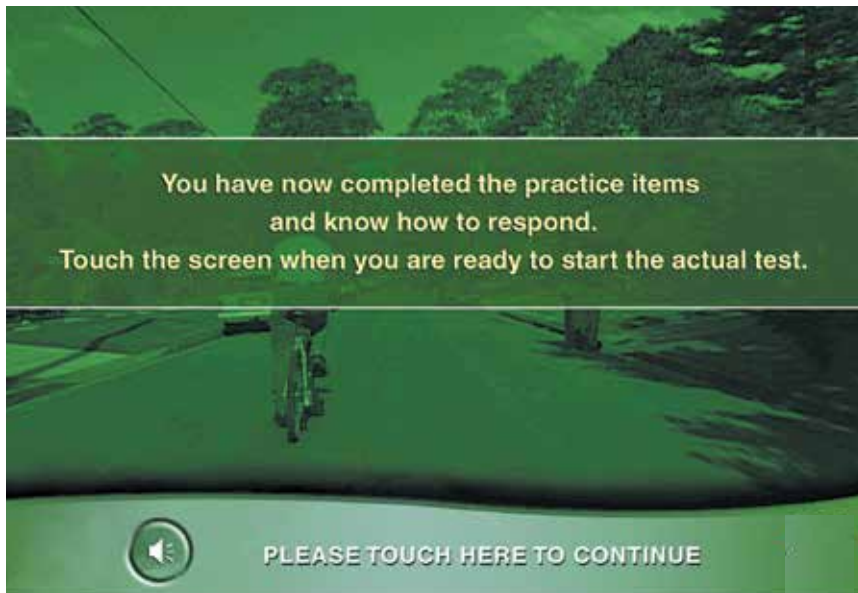 You have now completed the practice items
and know how to respond.
Touch the screen when you are ready to start the actual test.
PLEASE TOUCH HERE TO CONTINUE